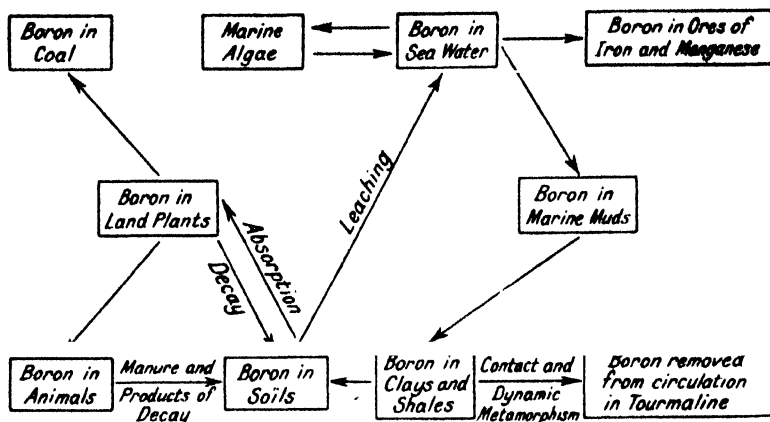 Boron in
Coal
Marine
Algae
Boron in
Sea Water
Boron in Ores of
Iron and Manganese
Boron in
Land Plants
Absorption
Decay
Leaching
Boron in
Marine Muds
Boron in
Animals
Manure and
Products of
Decay
Boron in
Soils
Boron in
Clays and
Shales
Contact and
Dynamic
Metamorphism
Boron removed
from circulation
in Tourmaline